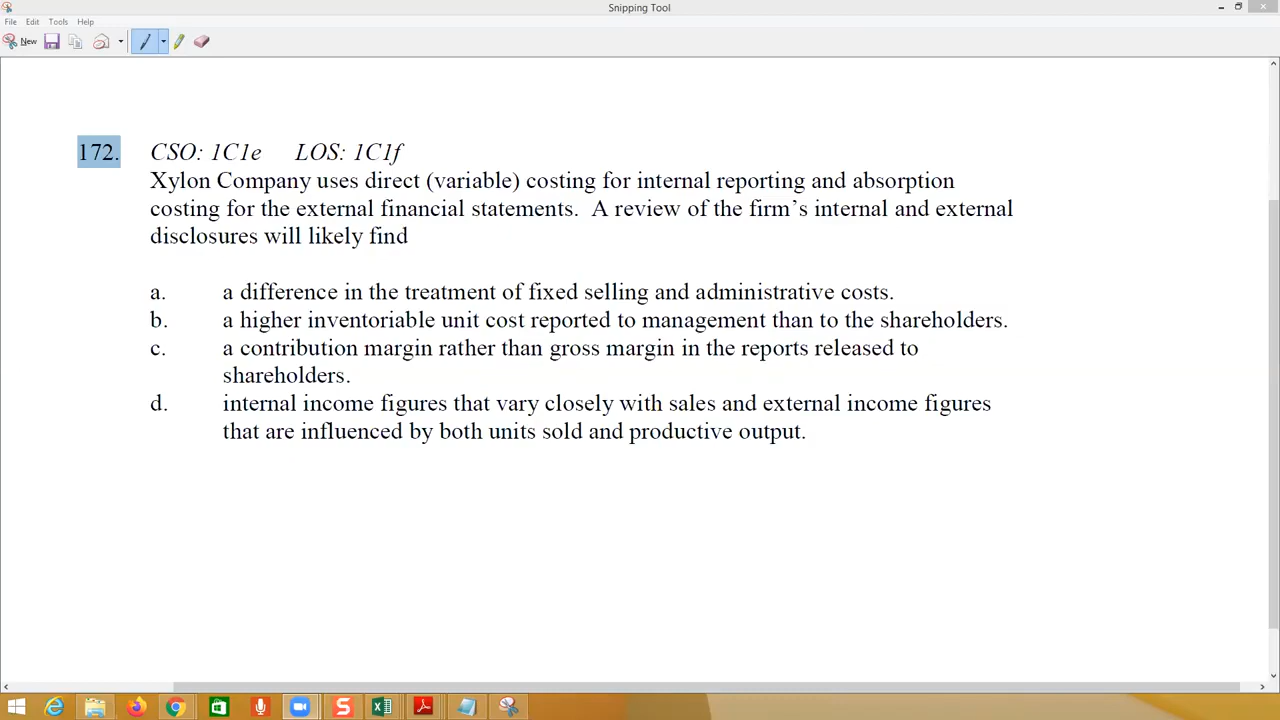 Snipping Tool
File Edit Tools Help
New
172. CSO: 1C1e LOS: 1C1f
Xylon Company uses direct (variable) costing for internal reporting and absorption
costing for the external financial statements. A review of the firm's internal and external
disclosures will likely find
a. a difference in the treatment of fixed selling and administrative costs.
b. a higher inventoriable unit cost reported to management than to the shareholders.
c. a contribution margin rather than gross margin in the reports released to
shareholders.
d. internal income figures that vary closely with sales and external income figures
that are influenced by both units sold and productive output.